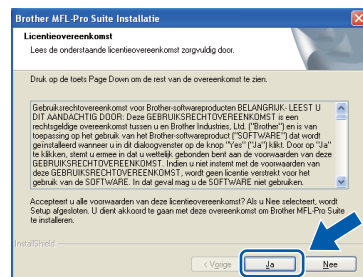 Brother MFL-Pro Suite Installatie
Licentieovereenkomst
Lees de onderstaande licentieovereenkomst zorgvuldig door.
Druk op de toets Page Down om de rest van de overeenkomst te zien.
Gebruiksrechtovereenkomst voor Brother-softwareproducten BELANGRIJK- LEEST U
DIT AANDACHTIG DOOR: Deze GEBRUIKSRECHTOVEREENKOMST is een
rechtsgeldige overeenkomst tussen u en Brother Industries, Ltd. ("Brother") en is van
toepassing op het gebruik van het Brother-software ("SOFTWARE") dat wordt
geïnstalleerd wanneer u in dit dialoogvenster op de knop "Yes" ("Ja") klikt. Door op "Ja"
te klikken, stemt u ermee in dat u wettelijk gebonden bent aan de voorwaarden van deze
GEBRUIKSRECHTOVEREENKOMST. Indien u niet instemt met de voorwaarden van deze
GEBRUIKSRECHTOVEREENKOMST, wordt geen licentie verstrekt voor het
gebruik van de SOFTWARE. In dat geval mag u de SOFTWARE niet gebruiken.
Accepteert u alle voorwaarden van deze licentieovereenkomst? Als u Nee selecteert, wordt
Setup afgesloten. U dient akkoord te gaan met deze overeenkomst om Brother MFL-Pro Suite
te installeren.
InstallShield
< Vorige
Ja
Nee